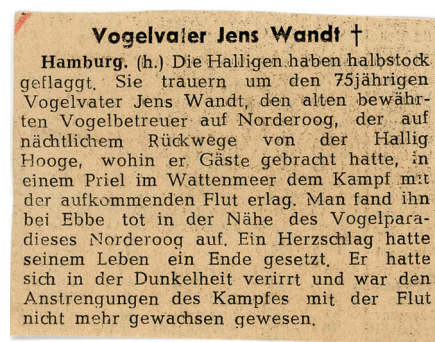 Vogelvater Jens Wandt †
Hamburg. (h.) Die Halligen haben halbstock
geflaggt. Sie trauern um den 75jährigen
Vogelvater Jens Wandt, den alten bewähr-
ten Vogelbetreuer auf Norderoog, der auf
nächtlichem Rückwege von der Hallig
Hooge, wohin er Gäste gebracht hatte, in
einem Priel im Wattenmeer dem Kampf mit
der aufkommenden Flut erlag. Man fand ihn
bei Ebbe tot in der Nähe des Vogelpara-
dieses Norderoog auf. Ein Herzschlag hatte
seinem Leben ein Ende gesetzt. Er hatte
sich in der Dunkelheit verirrt und war den
Anstrengungen des Kampfes mit der Flut
nicht mehr gewachsen gewesen.